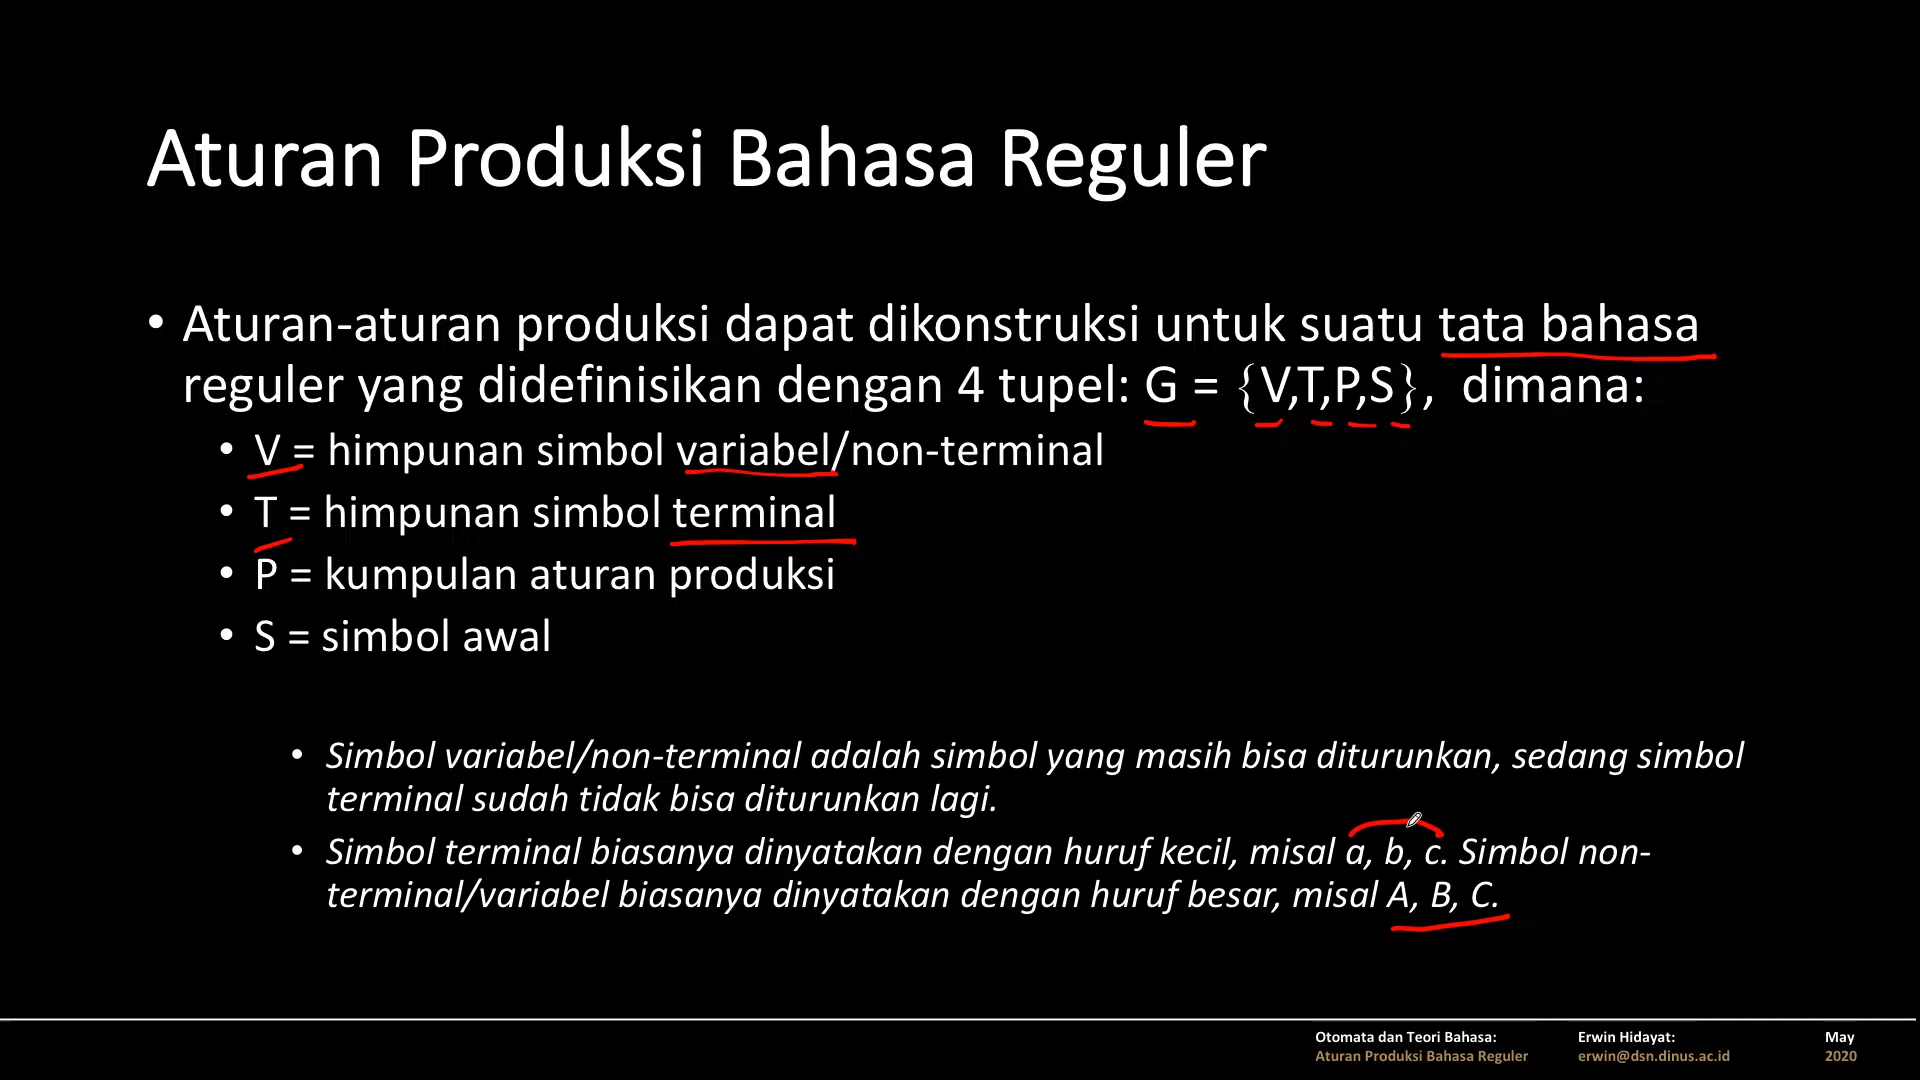 Aturan Produksi Bahasa Reguler
• Aturan-aturan produksi dapat dikonstruksi untuk suatu tata bahasa
reguler yang didefinisikan dengan 4 tupel: G = {V,T,P,S}, dimana:
• V = himpunan simbol variabel/non-terminal
• T = himpunan simbol terminal
• P = kumpulan aturan produksi
• S = simbol awal
• Simbol variabel/non-terminal adalah simbol yang masih bisa diturunkan, sedang simbol
terminal sudah tidak bisa diturunkan lagi.
• Simbol terminal biasanya dinyatakan dengan huruf kecil, misal a, b, c. Simbol non-
terminal/variabel biasanya dinyatakan dengan huruf besar, misal A, B, C.
Otomata dan Teori Bahasa: Erwin Hidayat: May
Aturan Produksi Bahasa Reguler erwin@dsn.dinus.ac.id 2020